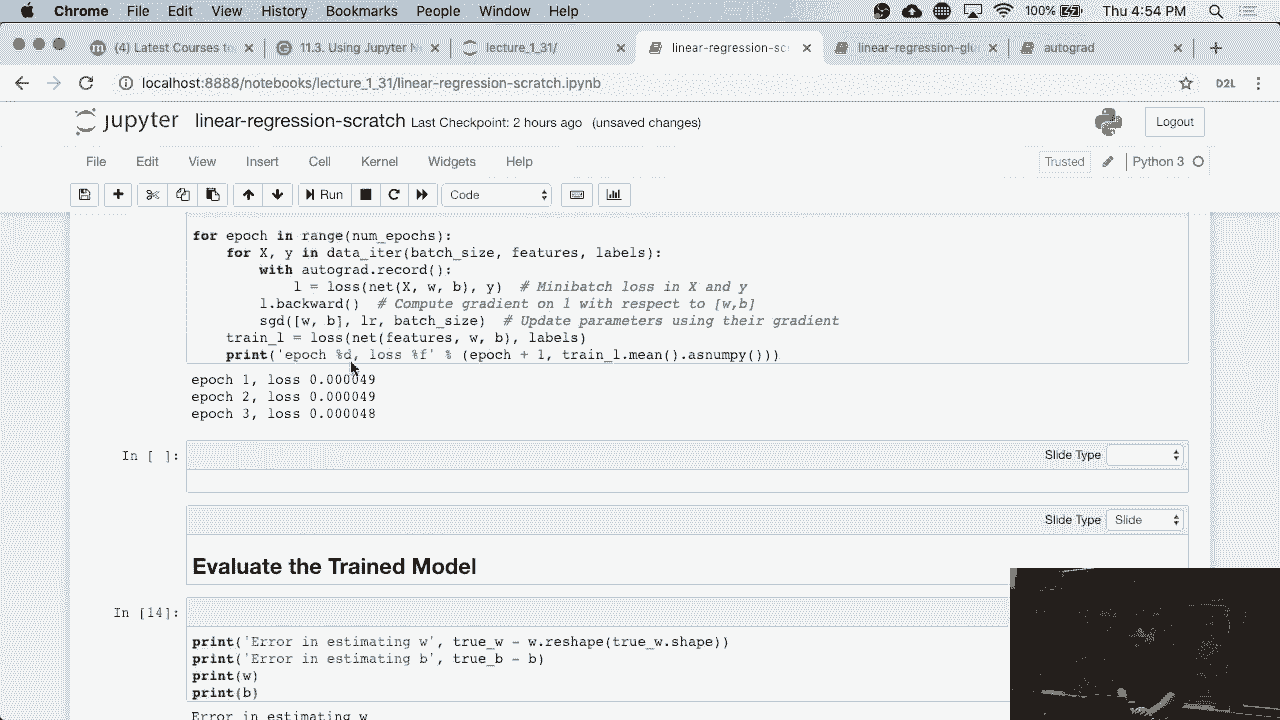 Chrome File Edit View History Bookmarks People Window Help 100% Thu 4:54 PM
(4) Latest Courses to 11.3. Using Jupyter N lecture_1_31/ linear-regression-sc linear-regression-glu autograd
localhost:8888/notebooks/lecture_1_31/linear-regression-scratch.ipynb D2L
jupyter linear-regression-scratch Last Checkpoint: 2 hours ago (unsaved changes) Logout
File Edit View Insert Cell Kernel Widgets Help Trusted Python 3
Run Code
for epoch in range(num_epochs):
for X, y in data_iter(batch_size, features, labels):
with autograd.record():
l = loss(net(X, w, b), y) # Minibatch loss in X and y
l.backward() # Compute gradient on l with respect to [w,b]
sgd([w, b], lr, batch_size) # Update parameters using their gradient
train_l = loss(net(features, w, b), labels)
print('epoch %d, loss %f' % (epoch + 1, train_l.mean().asnumpy()))
epoch 1, loss 0.000049
epoch 2, loss 0.000049
epoch 3, loss 0.000048
In [ ]: Slide Type
Slide Type Slide
Evaluate the Trained Model
In [14]:
print('Error in estimating w', true_w - w.reshape(true_w.shape))
print('Error in estimating b', true_b - b)
print(w)
print(b)
Error in estimating w